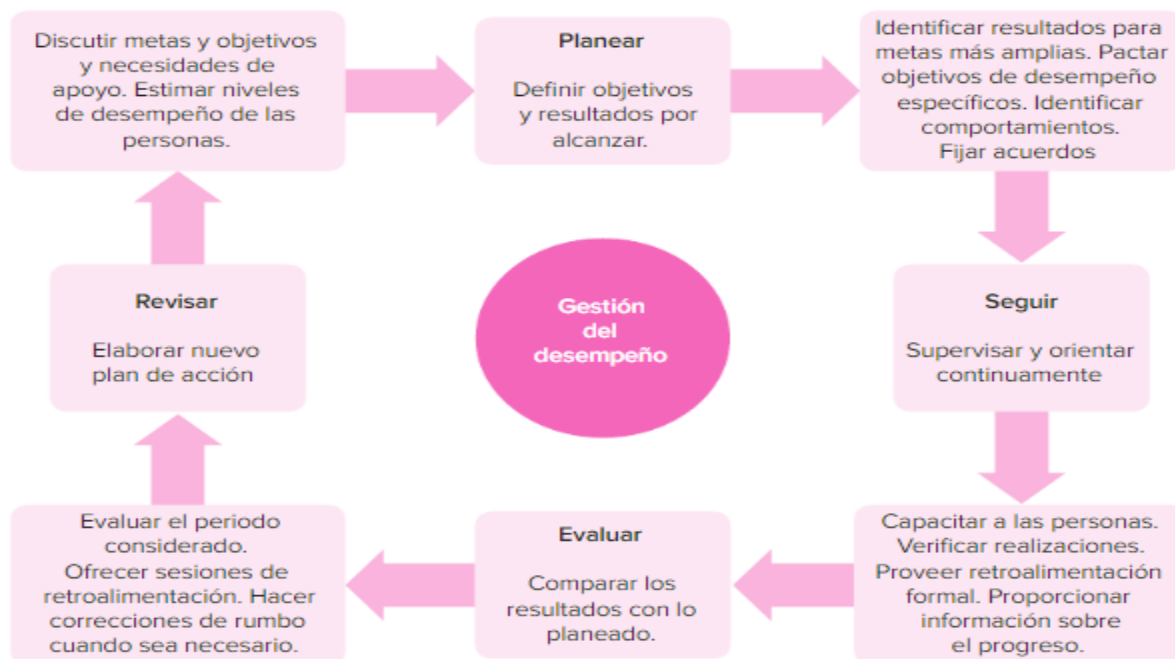 Discutir metas y objetivos
y necesidades de
apoyo. Estimar niveles
de desempeño de las
personas.
Planear
Definir objetivos
y resultados por
alcanzar.
Identificar resultados para
metas más amplias. Pactar
objetivos de desempeño
específicos. Identificar
comportamientos.
Fijar acuerdos
Revisar
Elaborar nuevo
plan de acción
Gestión
del
desempeño
Seguir
Supervisar y orientar
continuamente
Evaluar el periodo
considerado.
Ofrecer sesiones de
retroalimentación. Hacer
correcciones de rumbo
cuando sea necesario.
Evaluar
Comparar los
resultados con lo
planeado.
Capacitar a las personas.
Verificar realizaciones.
Proveer retroalimentación
formal. Proporcionar
información sobre
el progreso.